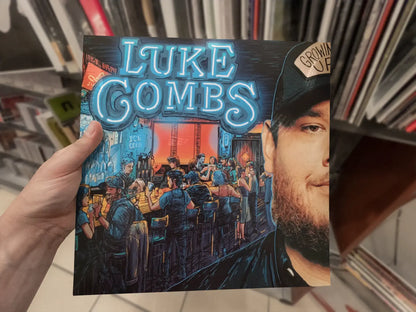 LUKE
COMBS
GROWIN'
UP